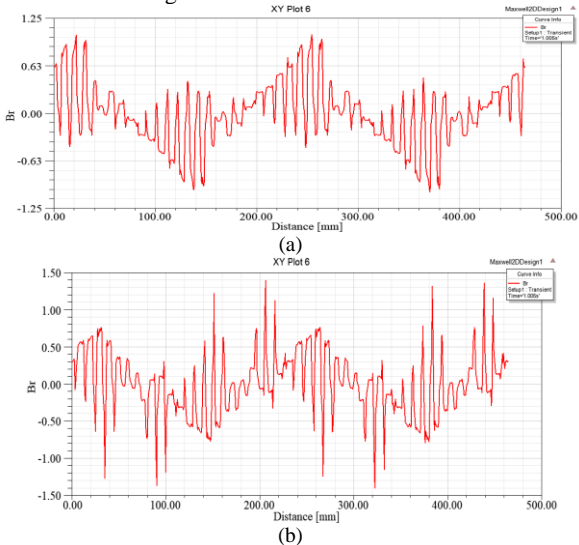 XY Plot 6
Maxwell2DDesign1
Curve Info
Br
Setup1 : Transient
Time='1.005s'
1.25
0.63
0.00
-0.63
-1.25
Br
0.00 100.00 200.00 300.00 400.00 500.00
Distance [mm]
(a)
XY Plot 6
Maxwell2DDesign1
Curve Info
Br
Setup1 : Transient
Time='1.005s'
1.50
1.00
0.50
0.00
-0.50
-1.00
-1.50
Br
0.00 100.00 200.00 300.00 400.00 500.00
Distance [mm]
(b)